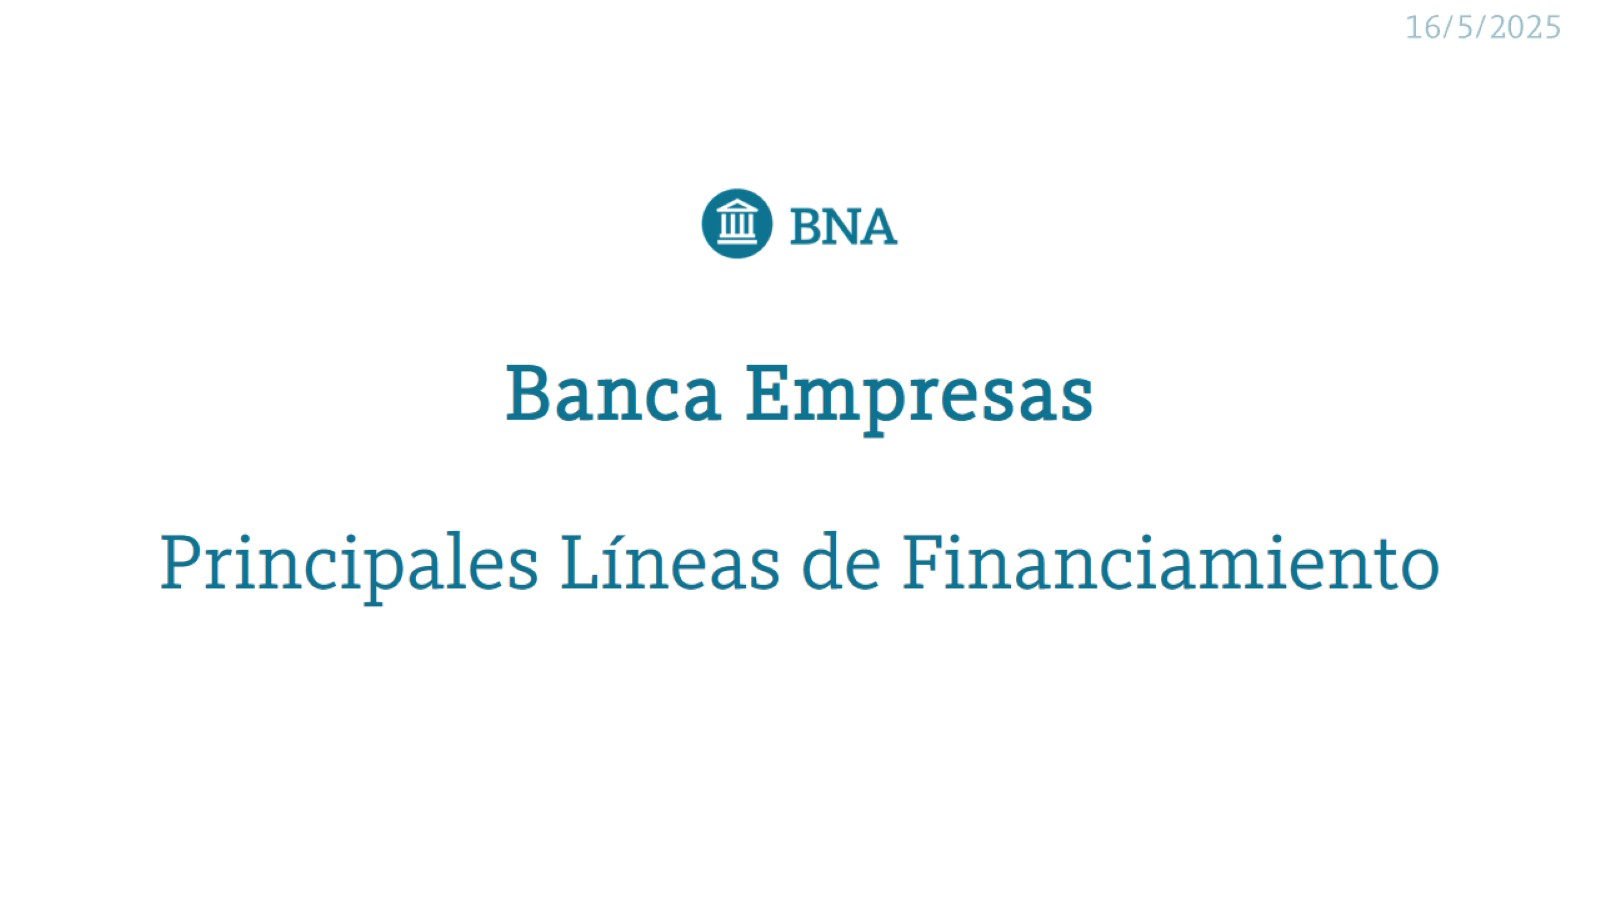 16/5/2025
BNA
Banca Empresas
Principales Líneas de Financiamiento